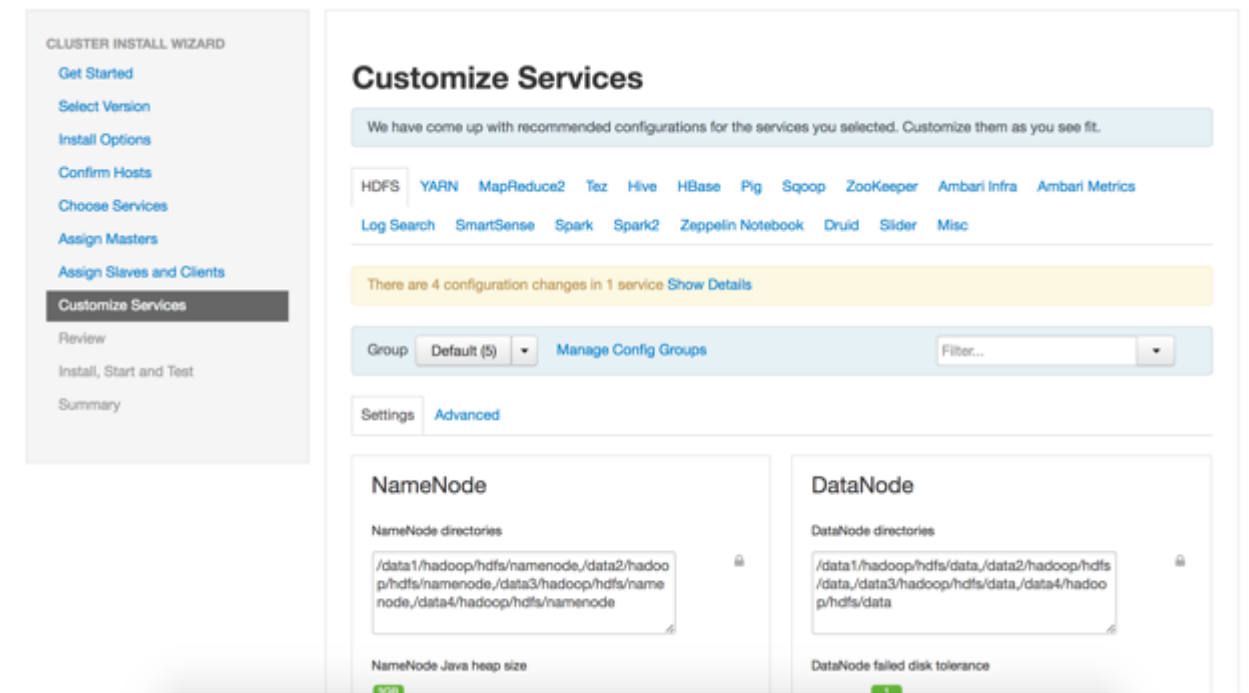 CLUSTER INSTALL WIZARD
Get Started
Select Version
Install Options
Confirm Hosts
Choose Services
Assign Masters
Assign Slaves and Clients
Customize Services
Review
Install, Start and Test
Summary
Customize Services
We have come up with recommended configurations for the services you selected. Customize them as you see fit.
HDFS YARN MapReduce2 Tez Hive HBase Pig Sqoop ZooKeeper Ambari Infra Ambari Metrics
Log Search SmartSense Spark Spark2 Zeppelin Notebook Druid Slider Misc
There are 4 configuration changes in 1 service Show Details
Group Default (5) Manage Config Groups Filter...
Settings Advanced
NameNode
NameNode directories
/data1/hadoop/hdfs/namenode,/data2/hadoo
p/hdfs/namenode,/data3/hadoop/hdfs/name
node,/data4/hadoop/hdfs/namenode
NameNode Java heap size
DataNode
DataNode directories
/data1/hadoop/hdfs/data,/data2/hadoop/hdfs
/data,/data3/hadoop/hdfs/data,/data4/hadoo
p/hdfs/data
DataNode failed disk tolerance
1